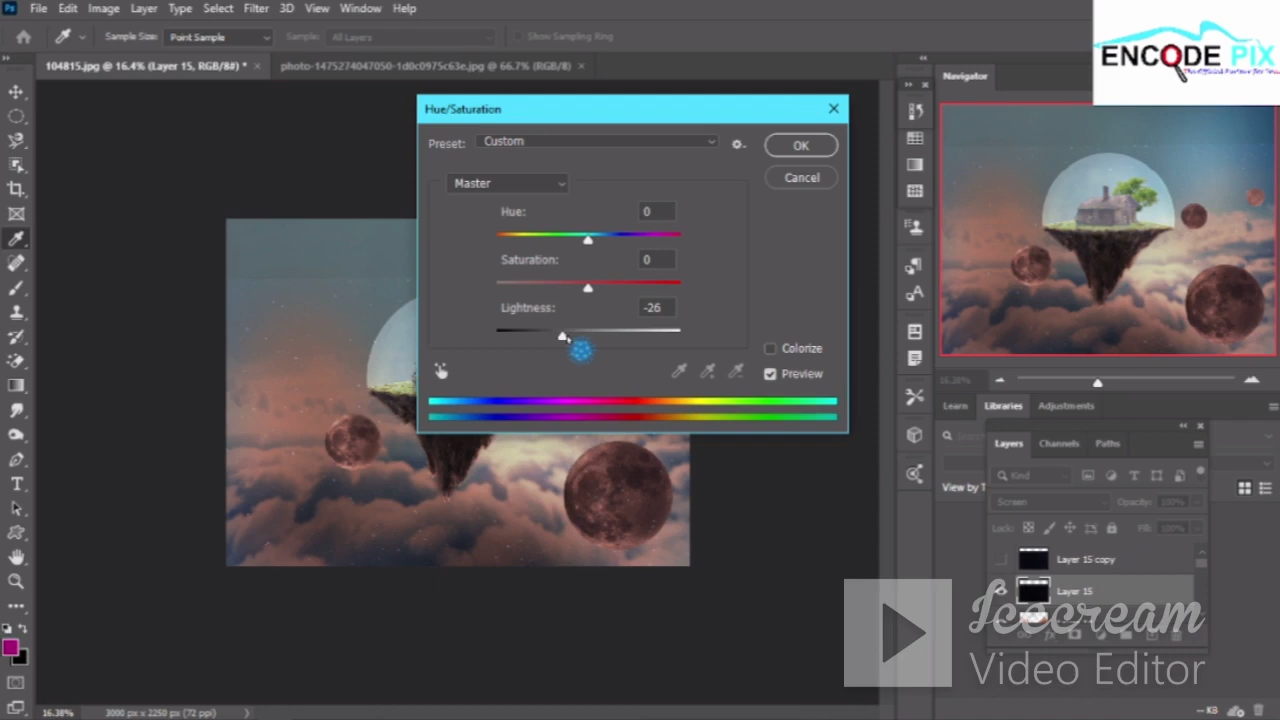 Ps File Edit Image Layer Type Select Filter 3D View Window Help
Sample Size: Point Sample Sample: All Layers Show Sampling Ring
104815.jpg @ 16.4% (Layer 15, RGB/8#) * × photo-1475274047050-1d0c0975c63e.jpg @ 66.7% (RGB/8) ×
ENCODE PIX
Navigator
Hue/Saturation
Preset: Custom
OK
Cancel
Master
Hue: 0
Saturation: 0
Lightness: -26
Colorize
Preview
16.38%
Learn Libraries Adjustments
Layers Channels Paths
Kind
View by T
Screen Opacity: 100%
Lock: Fill: 100%
Layer 15 copy
Layer 15
Icecream
Video Editor
16.38% 3000 px x 2250 px (72 ppi)
-- KB